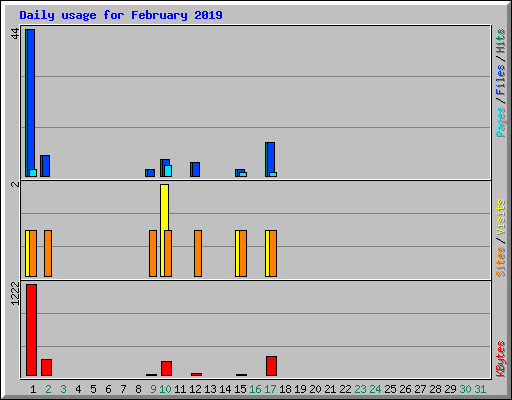 Daily usage for February 2019
44
2
1222
Pages / Files / Hits
Sites / Visits
KBytes
1 2 3 4 5 6 7 8 9 10 11 12 13 14 15 16 17 18 19 20 21 22 23 24 25 26 27 28 29 30 31